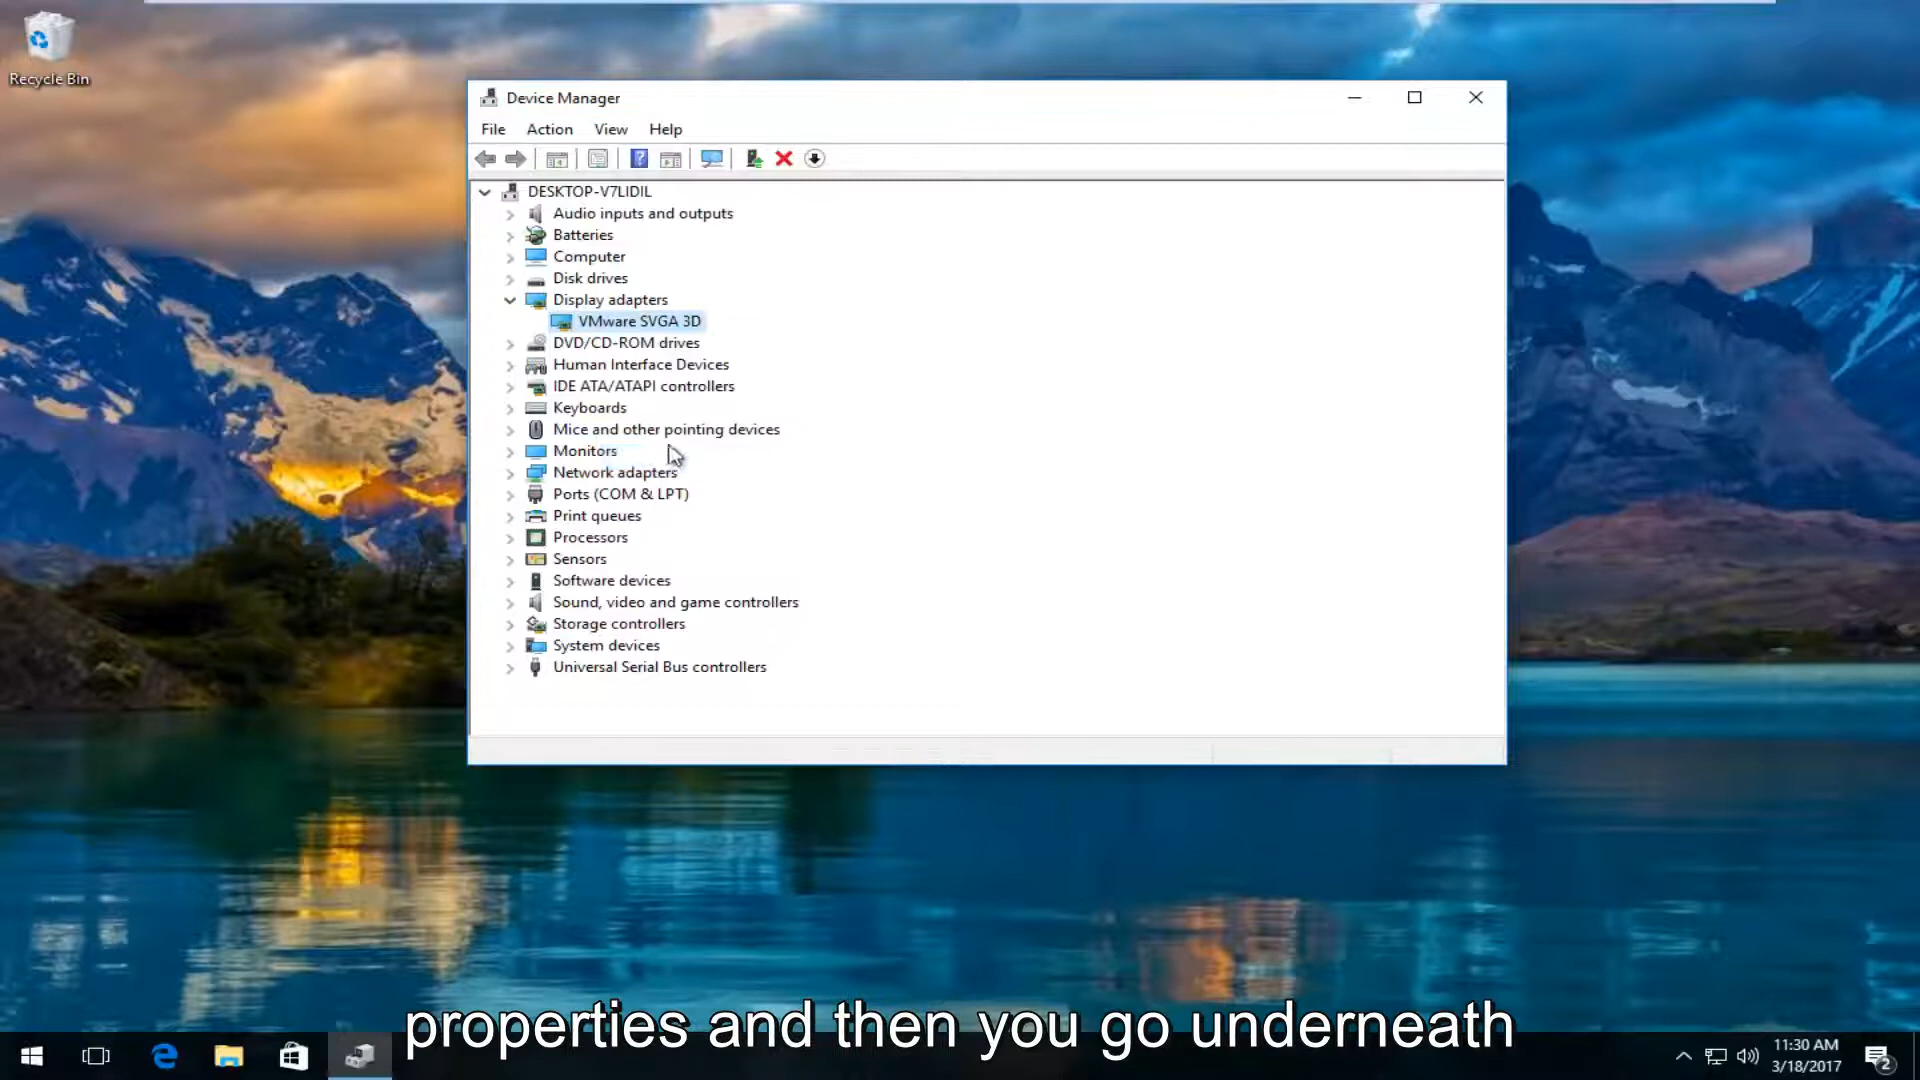 Recycle Bin
Device Manager
File Action View Help
DESKTOP-V7LIDIL
Audio inputs and outputs
Batteries
Computer
Disk drives
Display adapters
VMware SVGA 3D
DVD/CD-ROM drives
Human Interface Devices
IDE ATA/ATAPI controllers
Keyboards
Mice and other pointing devices
Monitors
Network adapters
Ports (COM & LPT)
Print queues
Processors
Sensors
Software devices
Sound, video and game controllers
Storage controllers
System devices
Universal Serial Bus controllers
properties and then you go underneath
11:30 AM
3/18/2017
2